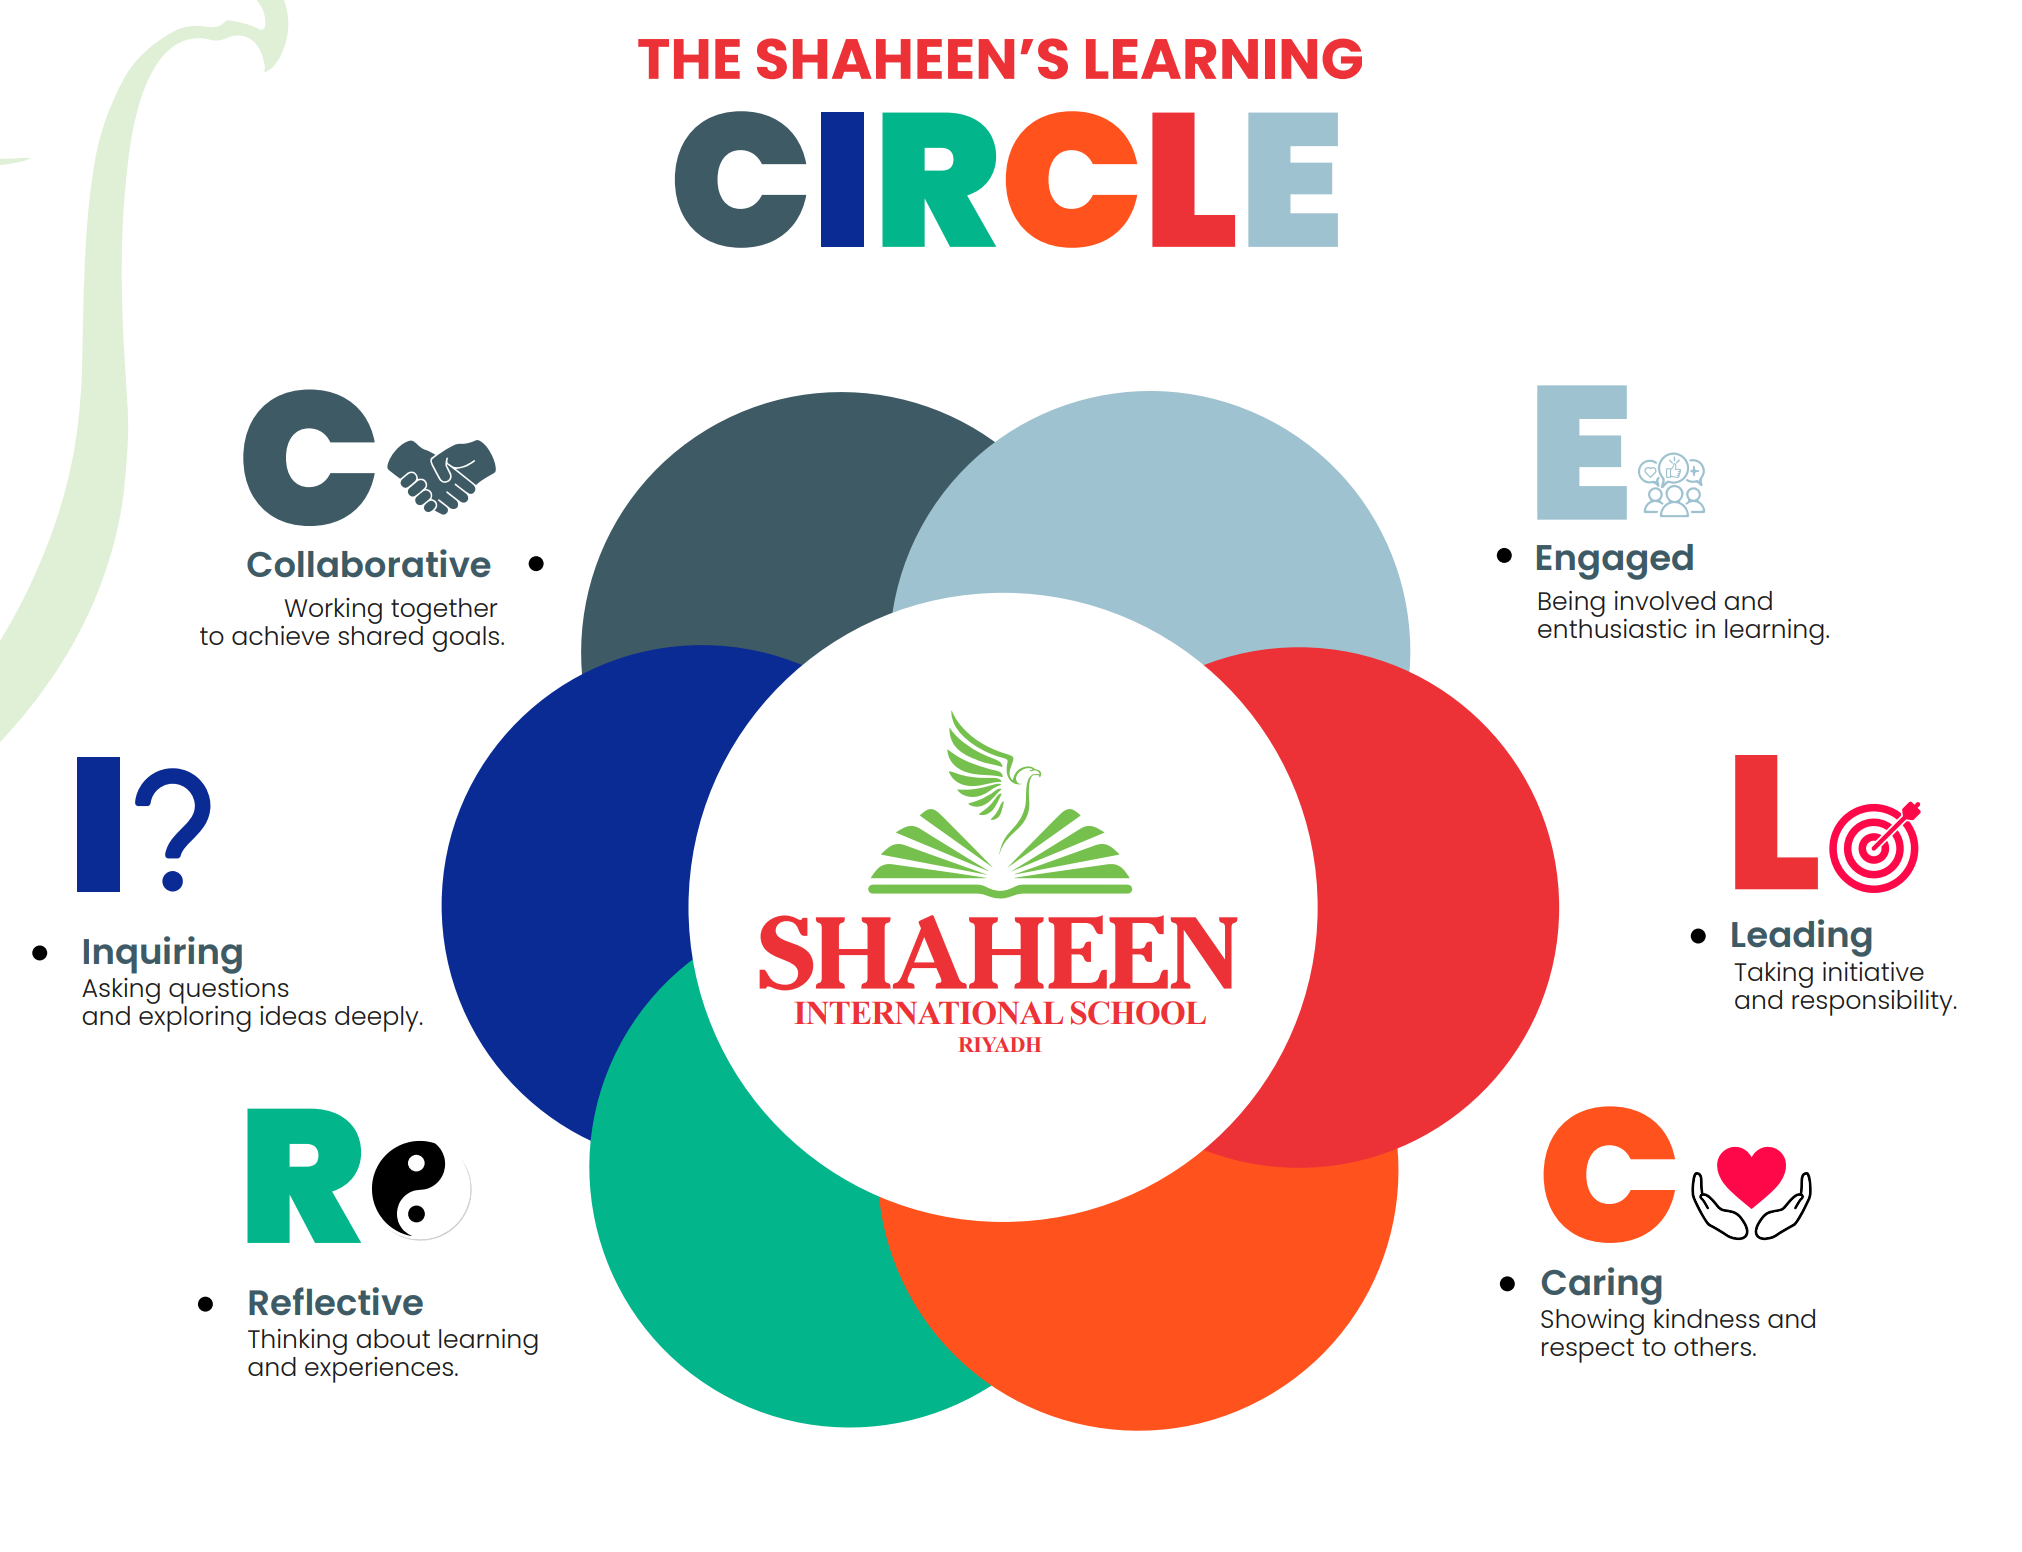 THE SHAHEEN’S LEARNING
CIRCLE
C
Collaborative
Working together
to achieve shared goals.
I?
Inquiring
Asking questions
and exploring ideas deeply.
R
Reflective
Thinking about learning
and experiences.
C
Caring
Showing kindness and
respect to others.
L
Leading
Taking initiative
and responsibility.
E
Engaged
Being involved and
enthusiastic in learning.
SHAHEEN
INTERNATIONAL SCHOOL
RIYADH